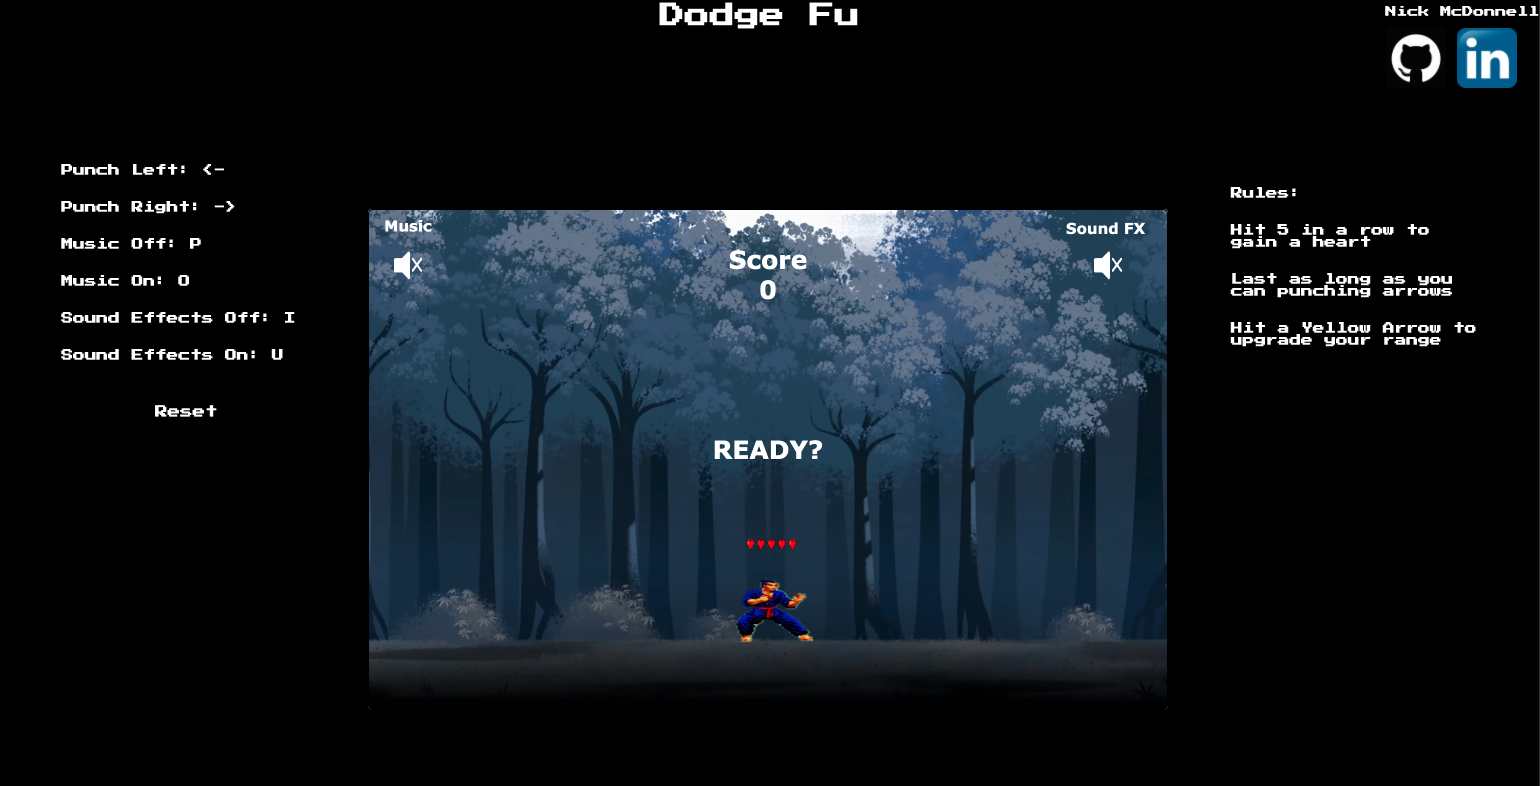 Dodge Fu
Nick McDonnell
in
Punch Left: <-
Punch Right: ->
Music Off: P
Music On: O
Sound Effects Off: I
Sound Effects On: U
Reset
Music
Sound FX
Score
0
READY?
Rules:
Hit 5 in a row to
gain a heart
Last as long as you
can punching arrows
Hit a Yellow Arrow to
upgrade your range